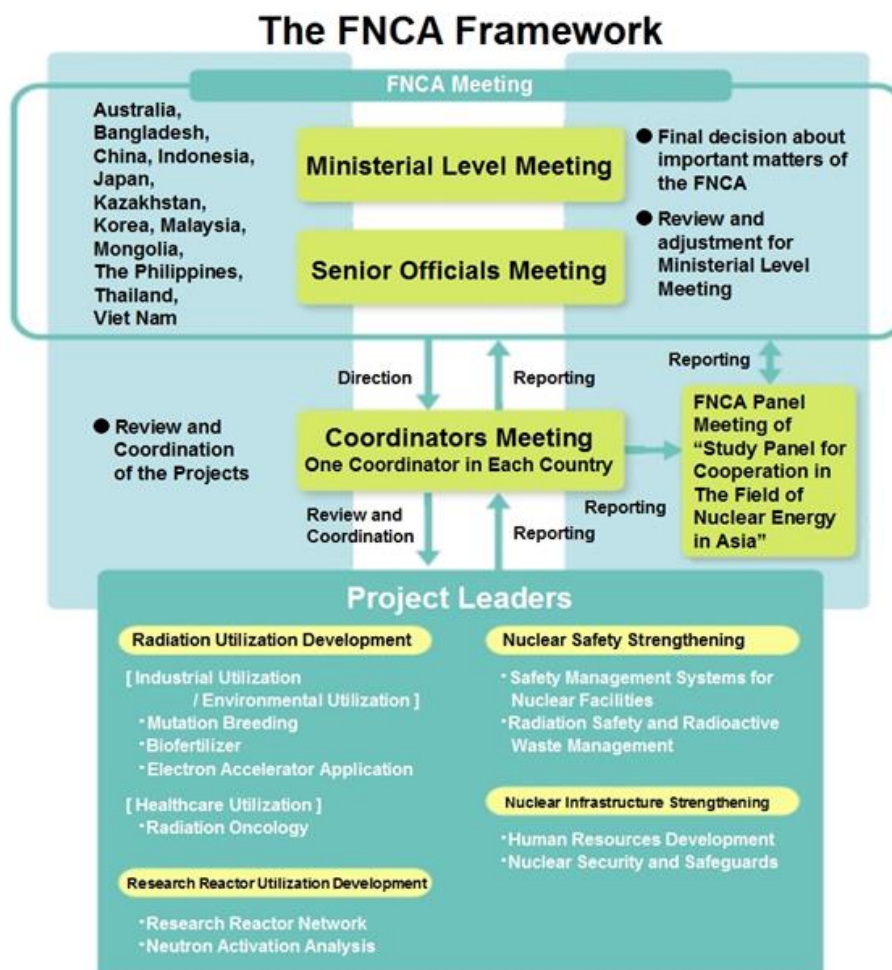 The FNCA Framework
FNCA Meeting
Australia,
Bangladesh,
China, Indonesia,
Japan,
Kazakhstan,
Korea, Malaysia,
Mongolia,
The Philippines,
Thailand,
Viet Nam
Ministerial Level Meeting
Senior Officials Meeting
● Final decision about
important matters of
the FNCA
● Review and
adjustment for
Ministerial Level
Meeting
Direction
Reporting
Reporting
● Review and
Coordination
of the Projects
Coordinators Meeting
One Coordinator in Each Country
FNCA Panel
Meeting of
“Study Panel for
Cooperation in
The Field of
Nuclear Energy
in Asia”
Review and
Coordination
Reporting
Reporting
Project Leaders
Radiation Utilization Development
[ Industrial Utilization
/ Environmental Utilization ]
・Mutation Breeding
・Biofertilizer
・Electron Accelerator Application
[ Healthcare Utilization ]
・Radiation Oncology
Research Reactor Utilization Development
・Research Reactor Network
・Neutron Activation Analysis
Nuclear Safety Strengthening
・Safety Management Systems for
Nuclear Facilities
・Radiation Safety and Radioactive
Waste Management
Nuclear Infrastructure Strengthening
・Human Resources Development
・Nuclear Security and Safeguards